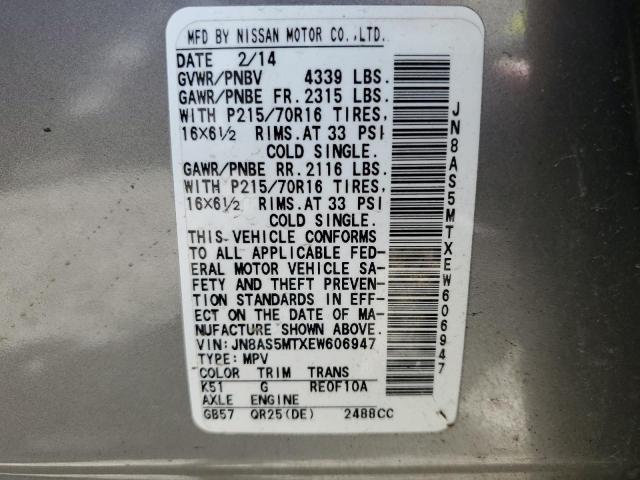 MFD BY NISSAN MOTOR CO.,LTD.
DATE 2/14
GVWR/PNBV 4339 LBS.
GAWR/PNBE FR.2315 LBS.
WITH P215/70R16 TIRES,
16X6½ RIMS.AT 33 PSI
COLD SINGLE.
GAWR/PNBE RR.2116 LBS.
WITH P215/70R16 TIRES,
16X6½ RIMS.AT 33 PSI
COLD SINGLE.
THIS VEHICLE CONFORMS
TO ALL APPLICABLE FED-
ERAL MOTOR VEHICLE SA-
FETY AND THEFT PREVEN-
TION STANDARDS IN EFF-
ECT ON THE DATE OF MA-
NUFACTURE SHOWN ABOVE.
VIN:JN8AS5MTXEW606947
TYPE:MPV
COLOR TRIM TRANS
K51 G RE0F10A
AXLE ENGINE
GB57 QR25(DE) 2488CC
JN8AS5MTXEW606947